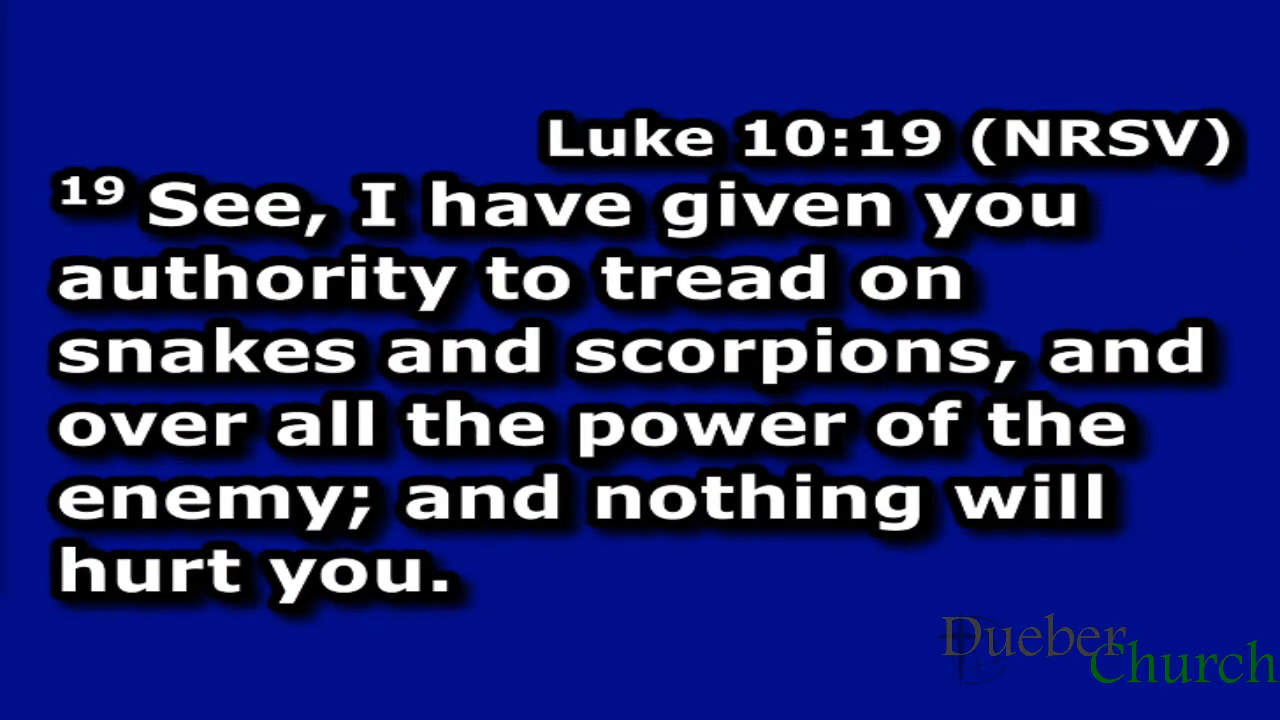 Luke 10:19 (NRSV)
19 See, I have given you
authority to tread on
snakes and scorpions, and
over all the power of the
enemy; and nothing will
hurt you.
Dueber
Church